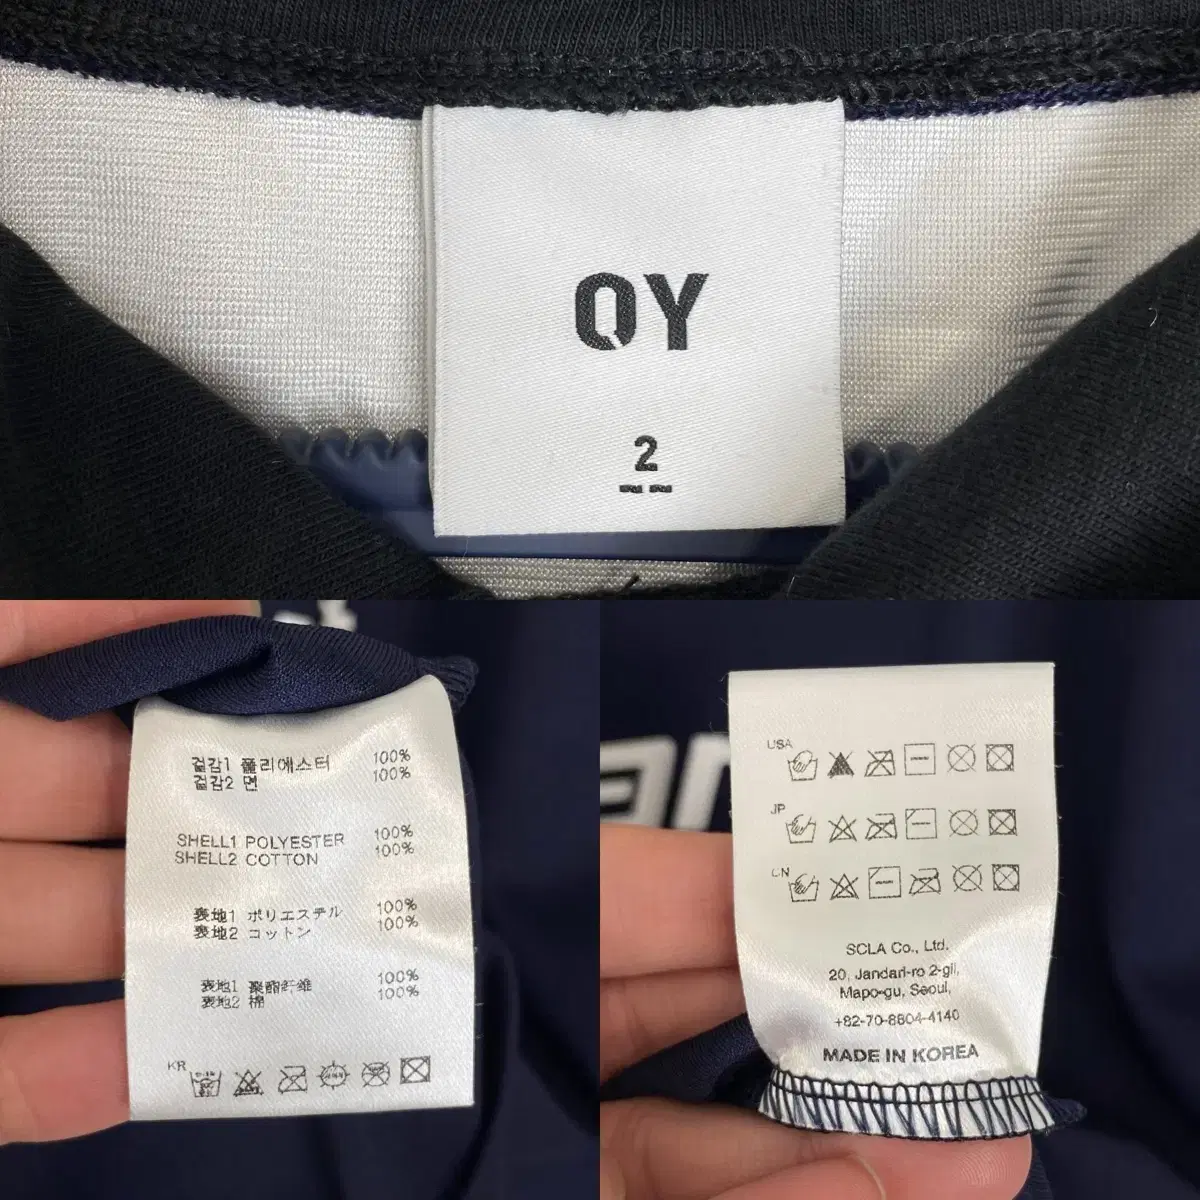 QY
2
겉감1 폴리에스터 100%
겉감2 면 100%
SHELL1 POLYESTER 100%
SHELL2 COTTON 100%
表地1 ポリエステル 100%
表地2 コットン 100%
表地1 聚酯纤维 100%
表地2 棉 100%
KR
USA
JP
CN
SCLA Co., Ltd.
20, Jandari-ro 2-gil,
Mapo-gu, Seoul,
+82-70-8804-4140
MADE IN KOREA